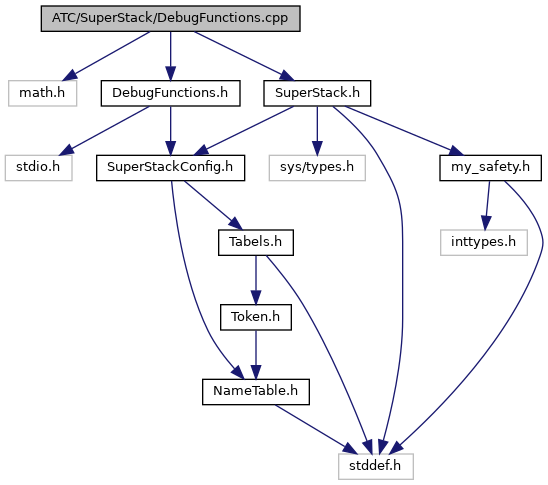 ATC/SuperStack/DebugFunctions.cpp
math.h
DebugFunctions.h
SuperStack.h
stdio.h
SuperStackConfig.h
sys/types.h
my_safety.h
Tabels.h
inttypes.h
Token.h
NameTable.h
stddef.h